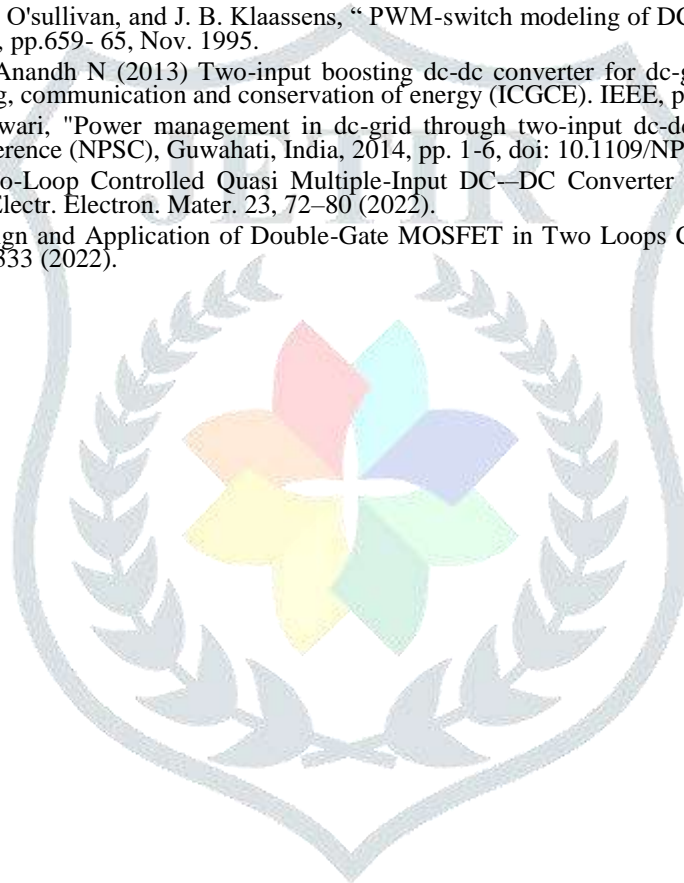 O'sullivan, and J. B. Klaassens, “ PWM-switch modeling of DC
, pp.659- 65, Nov. 1995.
Anandh N (2013) Two-input boosting dc-dc converter for dc-g
g, communication and conservation of energy (ICGCE). IEEE, p
wari, "Power management in dc-grid through two-input dc-dc
erence (NPSC), Guwahati, India, 2014, pp. 1-6, doi: 10.1109/NP
o-Loop Controlled Quasi Multiple-Input DC-–DC Converter
Electr. Electron. Mater. 23, 72–80 (2022).
gn and Application of Double-Gate MOSFET in Two Loops C
333 (2022).
JETIR